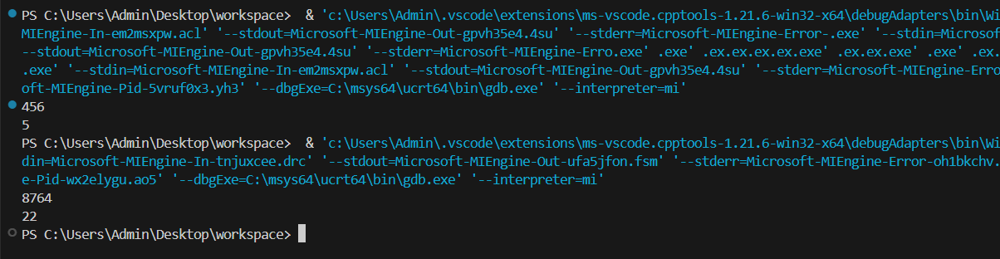 PS C:\Users\Admin\Desktop\workspace>  & 'c:\Users\Admin\.vscode\extensions\ms-vscode.cpptools-1.21.6-win32-x64\debugAdapters\bin\Wi
MIEngine-In-em2msxpw.acl' '--stdout=Microsoft-MIEngine-Out-gpvh35e4.4su' '--stderr=Microsoft-MIEngine-Error-.exe' '--stdin=Microsof
--stdout=Microsoft-MIEngine-Out-gpvh35e4.4su' '--stderr=Microsoft-MIEngine-Erro.exe' .exe' .ex.ex.ex.ex.exe' .ex.ex.exe' .exe' .ex.
.exe' '--stdin=Microsoft-MIEngine-In-em2msxpw.acl' '--stdout=Microsoft-MIEngine-Out-gpvh35e4.4su' '--stderr=Microsoft-MIEngine-Erro
oft-MIEngine-Pid-5vruf0x3.yh3' '--dbgExe=C:\msys64\ucrt64\bin\gdb.exe' '--interpreter=mi'
456
5
PS C:\Users\Admin\Desktop\workspace>  & 'c:\Users\Admin\.vscode\extensions\ms-vscode.cpptools-1.21.6-win32-x64\debugAdapters\bin\Wi
din=Microsoft-MIEngine-In-tnjuxcee.drc' '--stdout=Microsoft-MIEngine-Out-ufa5jfon.fsm' '--stderr=Microsoft-MIEngine-Error-oh1bkchv.
e-Pid-wx2elygu.ao5' '--dbgExe=C:\msys64\ucrt64\bin\gdb.exe' '--interpreter=mi'
8764
22
PS C:\Users\Admin\Desktop\workspace>